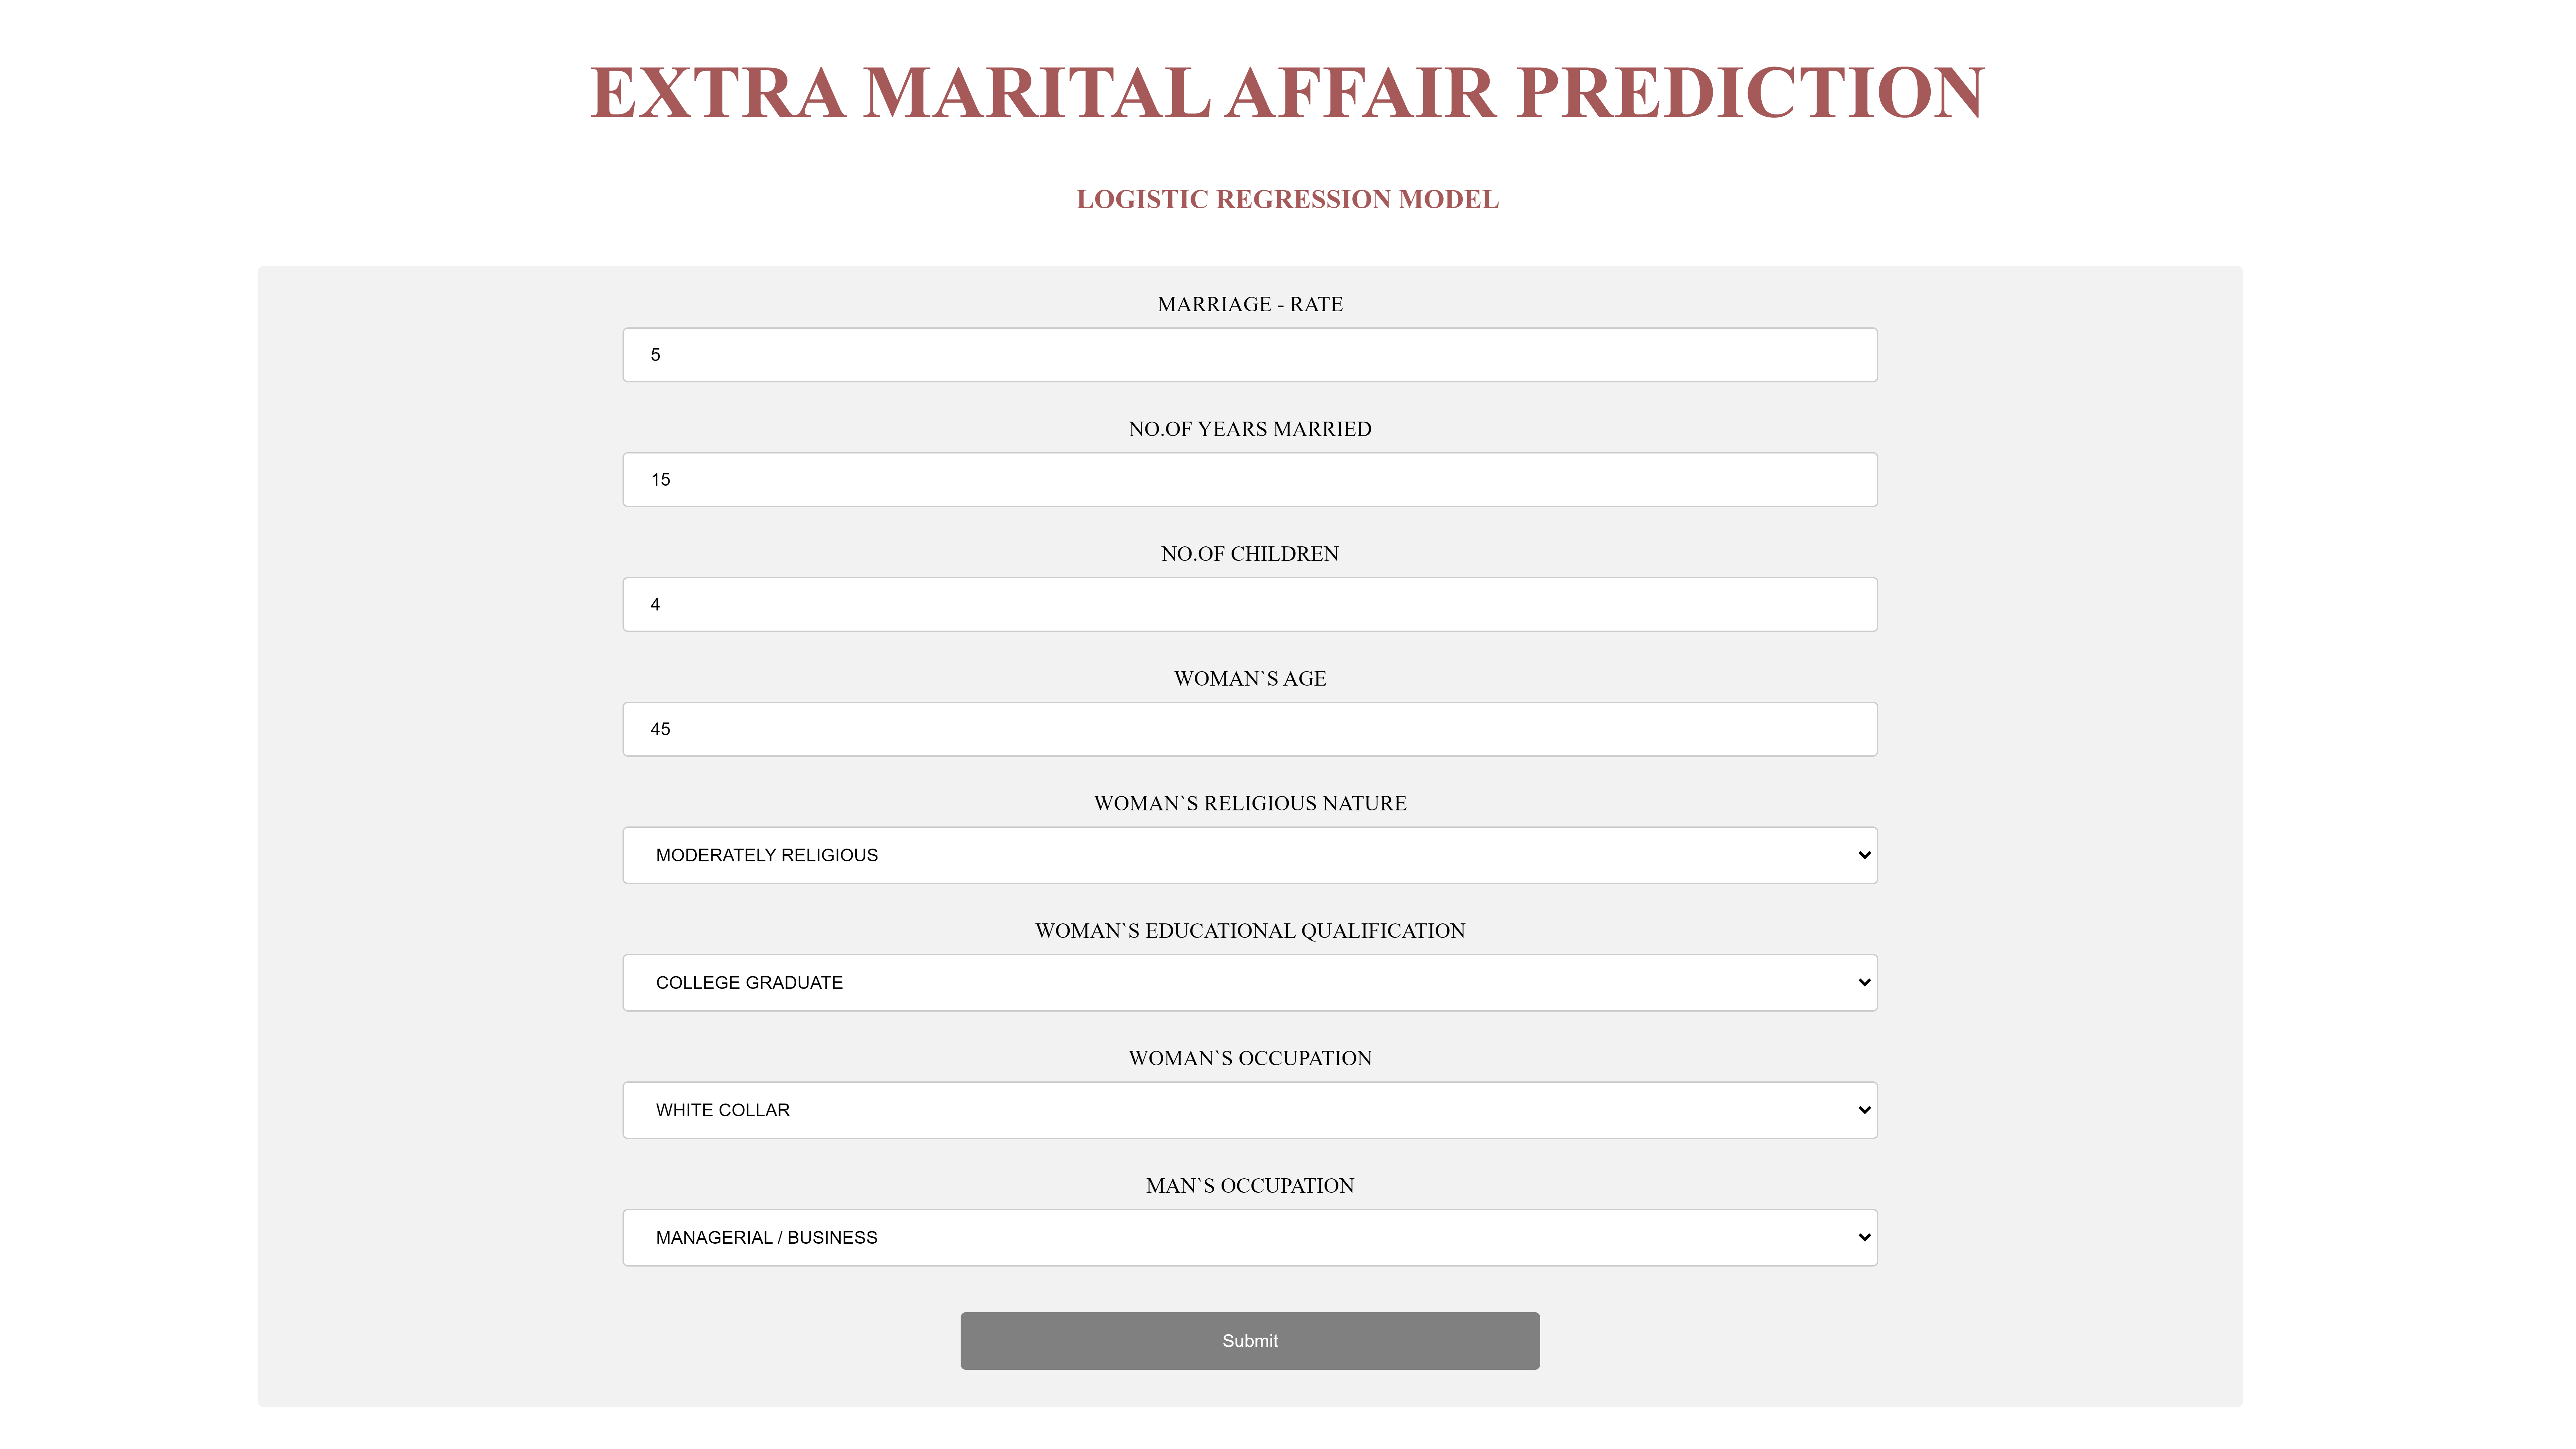 EXTRA MARITAL AFFAIR PREDICTION
LOGISTIC REGRESSION MODEL
MARRIAGE - RATE
5
NO.OF YEARS MARRIED
15
NO.OF CHILDREN
4
WOMAN`S AGE
45
WOMAN`S RELIGIOUS NATURE
MODERATELY RELIGIOUS
WOMAN`S EDUCATIONAL QUALIFICATION
COLLEGE GRADUATE
WOMAN`S OCCUPATION
WHITE COLLAR
MAN`S OCCUPATION
MANAGERIAL / BUSINESS
Submit